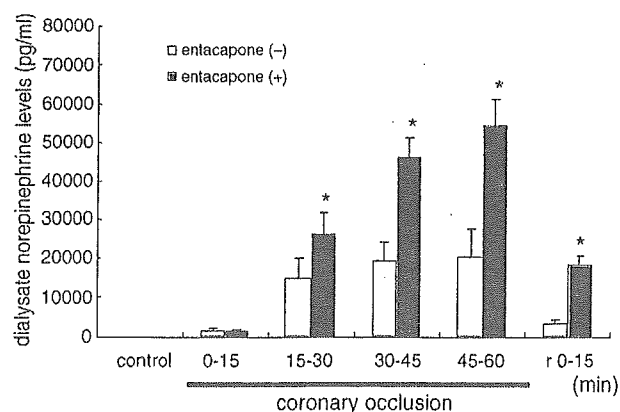 dialysate norepinephrine levels (pg/ml)
80000
70000
60000
50000
40000
30000
20000
10000
0
entacapone (−)
entacapone (+)
*
*
*
*
control 0-15 15-30 30-45 45-60 r 0-15
(min)
coronary occlusion